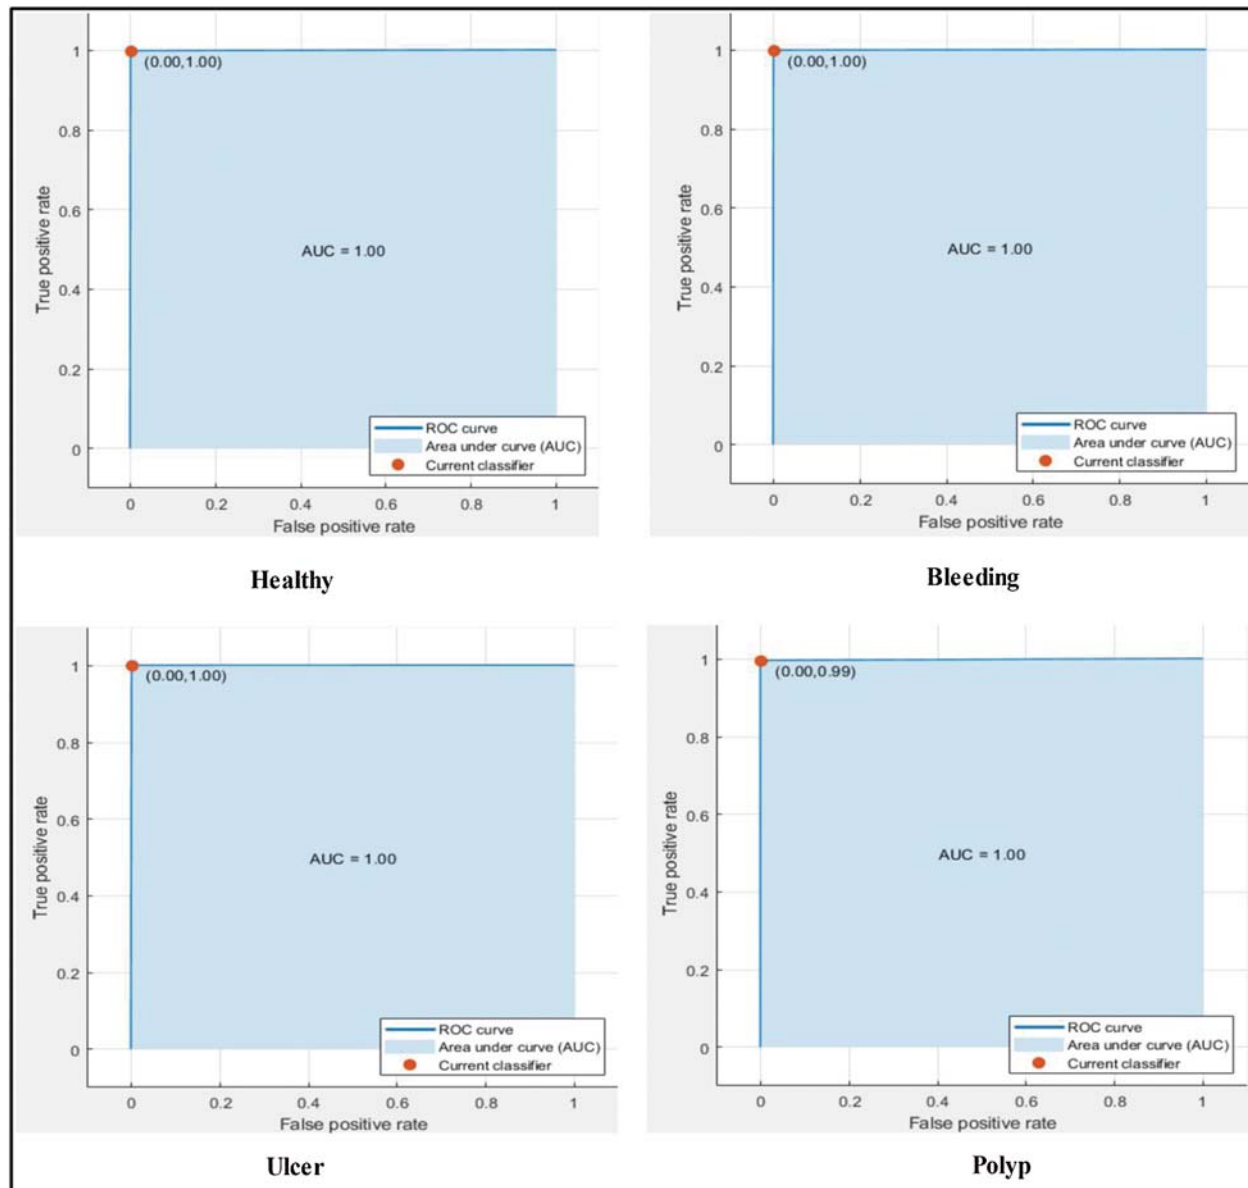 1
(0.00,1.00)
0.8
0.6
True positive rate
AUC = 1.00
0.4
0.2
ROC curve
Area under curve (AUC)
Current classifier
0
0 0.2 0.4 0.6 0.8 1
False positive rate
Healthy
1
(0.00,1.00)
0.8
0.6
True positive rate
AUC = 1.00
0.4
0.2
ROC curve
Area under curve (AUC)
Current classifier
0
0 0.2 0.4 0.6 0.8 1
False positive rate
Bleeding
1
(0.00,1.00)
0.8
0.6
True positive rate
AUC = 1.00
0.4
0.2
ROC curve
Area under curve (AUC)
Current classifier
0
0 0.2 0.4 0.6 0.8 1
False positive rate
Ulcer
1
(0.00,0.99)
0.8
0.6
True positive rate
AUC = 1.00
0.4
0.2
ROC curve
Area under curve (AUC)
Current classifier
0
0 0.2 0.4 0.6 0.8 1
False positive rate
Polyp